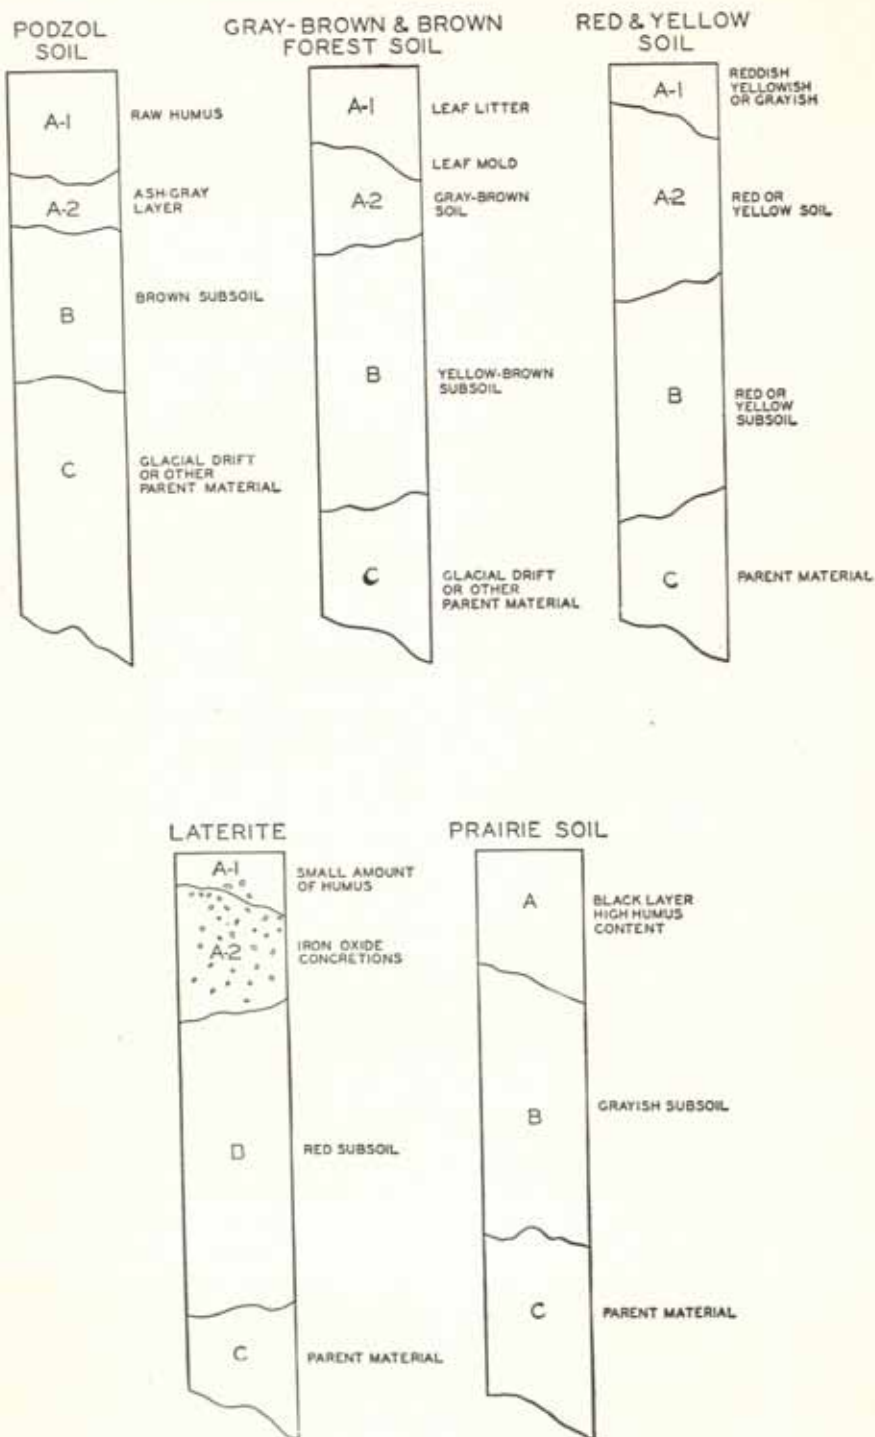 PODZOL
SOIL
A-1
RAW HUMUS
A-2
ASH-GRAY
LAYER
B
BROWN SUBSOIL
C
GLACIAL DRIFT
OR OTHER
PARENT MATERIAL
GRAY-BROWN & BROWN
FOREST SOIL
A-1
LEAF LITTER
LEAF MOLD
A-2
GRAY-BROWN
SOIL
B
YELLOW-BROWN
SUBSOIL
C
GLACIAL DRIFT
OR OTHER
PARENT MATERIAL
RED & YELLOW
SOIL
A-1
REDDISH
YELLOWISH
OR GRAYISH
A-2
RED OR
YELLOW SOIL
B
RED OR
YELLOW
SUBSOIL
C
PARENT MATERIAL
LATERITE
A-1
SMALL AMOUNT
OF HUMUS
A-2
IRON OXIDE
CONCRETIONS
B
RED SUBSOIL
C
PARENT MATERIAL
PRAIRIE SOIL
A
BLACK LAYER
HIGH HUMUS
CONTENT
B
GRAYISH SUBSOIL
C
PARENT MATERIAL